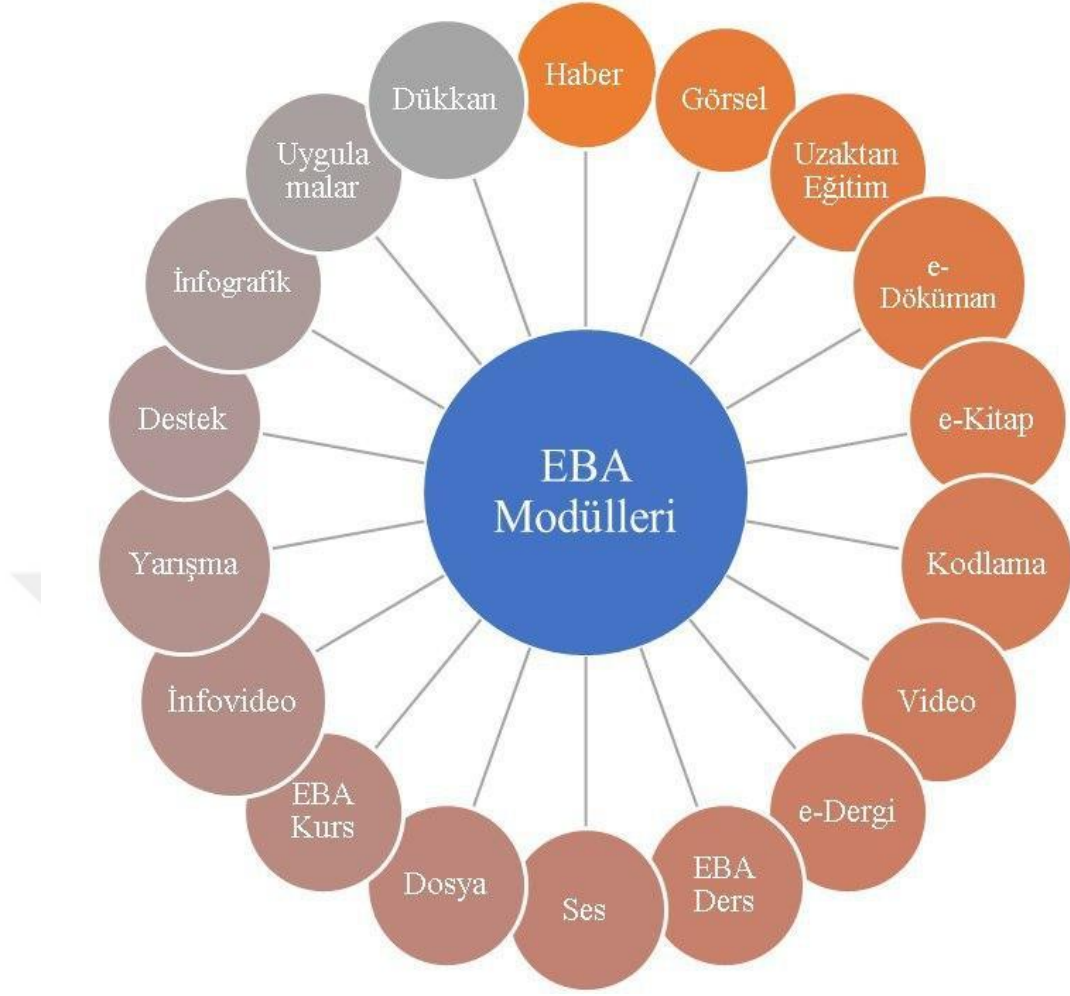 EBA
Modülleri
Haber
Görsel
Uzaktan
Eğitim
e-
Döküman
e-Kitap
Kodlama
Video
e-Dergi
EBA
Ders
Ses
Dosya
EBA
Kurs
İnfovideo
Yarışma
Destek
İnfografik
Uygula
malar
Dükkan